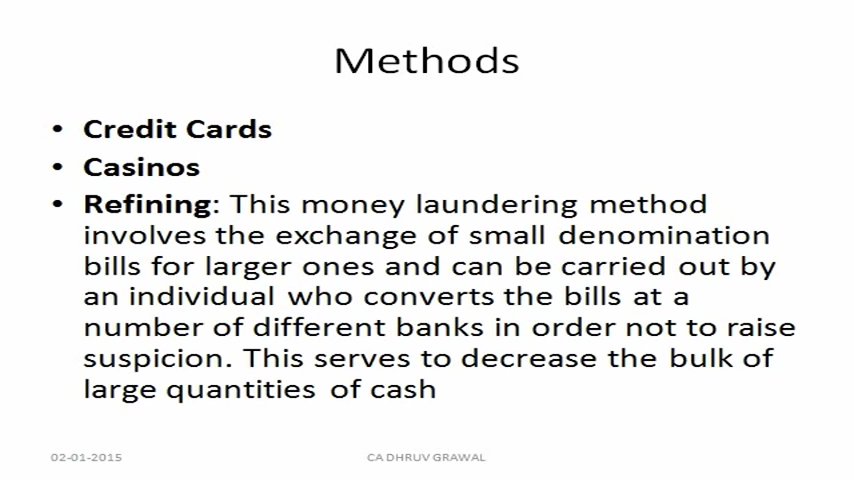 Methods
• Credit Cards
• Casinos
• Refining: This money laundering method
involves the exchange of small denomination
bills for larger ones and can be carried out by
an individual who converts the bills at a
number of different banks in order not to raise
suspicion. This serves to decrease the bulk of
large quantities of cash
02-01-2015
CA DHRUV GRAWAL